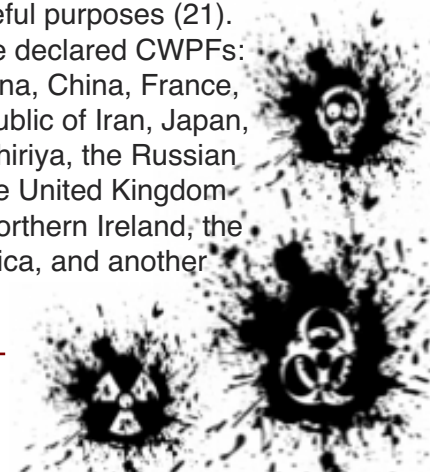 eful purposes (21).
e declared CWPFs:
na, China, France,
ublic of Iran, Japan,
hiriya, the Russian
e United Kingdom
orthern Ireland, the
ica, and another